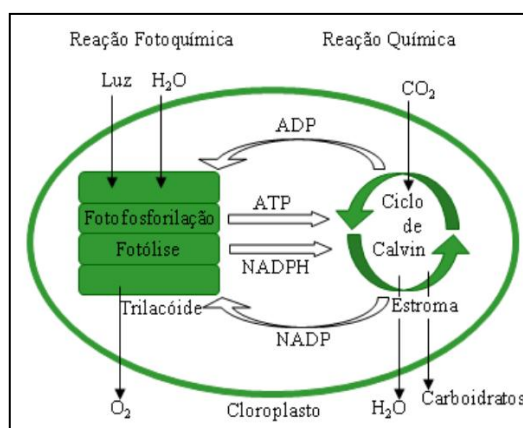 Reação Fotoquímica
Reação Química
Luz
H₂O
CO₂
ADP
Fotofosforilação
ATP
Ciclo
de
Calvin
Fotólise
NADPH
Trilacóide
Estroma
NADP
O₂
Cloroplasto
H₂O
Carboidratos